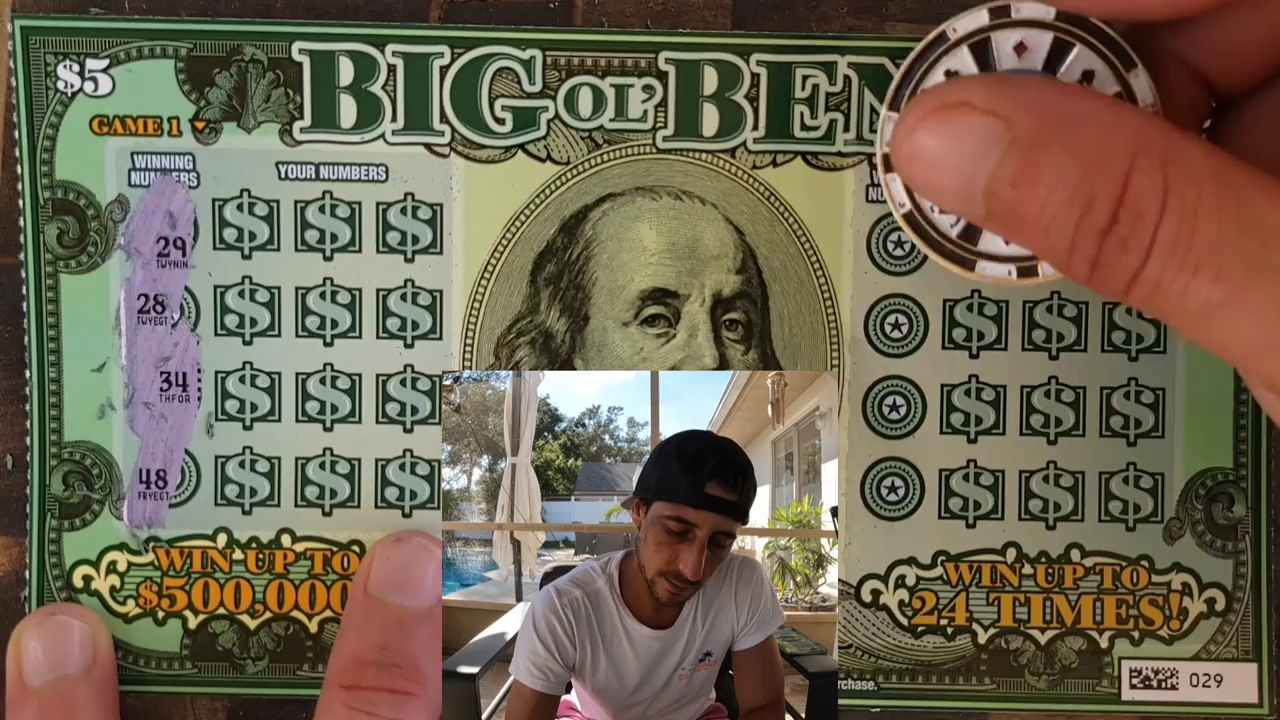 $5
BIG OL' BEN
GAME 1
WINNING NUMBERS
YOUR NUMBERS
29
TWYNIN
28
TWYEGT
34
THFOR
48
FRYEGT
WIN UP TO
$500,000
WIN UP TO
24 TIMES!
rchase.
029